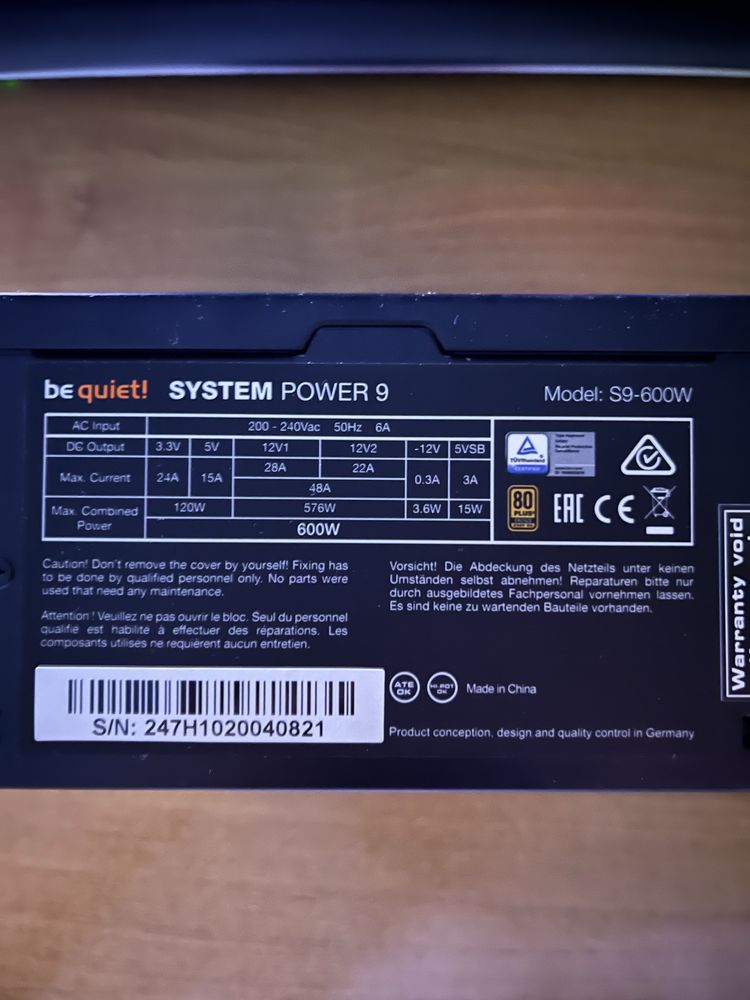 be quiet! SYSTEM POWER 9
Model: S9-600W
AC Input 200 - 240Vac 50Hz 6A
DC Output 3.3V 5V 12V1 12V2 -12V 5VSB
Max. Current 24A 15A 28A 22A 0.3A 3A
48A
Max. Combined Power 120W 576W 3.6W 15W
600W
TÜVRheinland
CERTIFIED
80
PLUS
BRONZE
EAC CE
Caution! Don't remove the cover by yourself! Fixing has
to be done by qualified personnel only. No parts were
used that need any maintenance.
Attention ! Veuillez ne pas ouvrir le bloc. Seul du personnel
qualifié est habilité à effectuer des réparations. Les
composants utilisés ne requièrent aucun entretien.
Vorsicht! Die Abdeckung des Netzteils unter keinen
Umständen selbst abnehmen! Reparaturen bitte nur
durch ausgebildetes Fachpersonal vornehmen lassen.
Es sind keine zu wartenden Bauteile vorhanden.
S/N: 247H1020040821
ATE OK
HI-POT OK
Made in China
Product conception, design and quality control in Germany
Warranty void